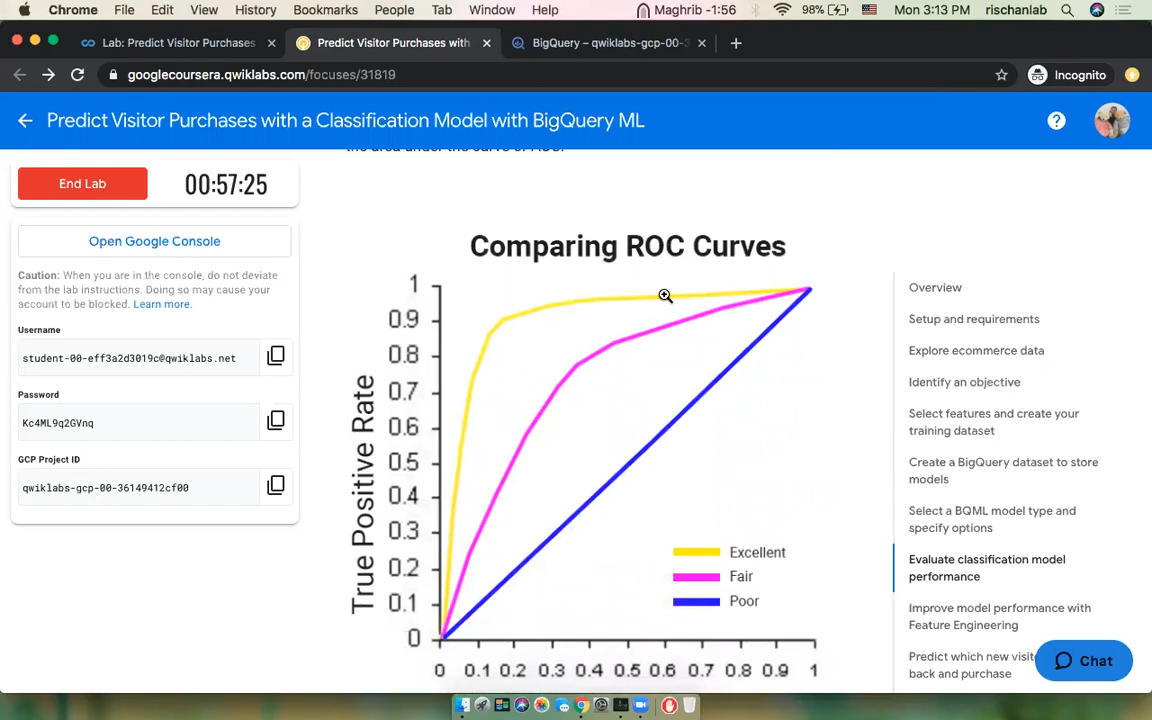 Chrome File Edit View History Bookmarks People Tab Window Help Maghrib -1:56 98% Mon 3:13 PM rischanlab
Lab: Predict Visitor Purchases
Predict Visitor Purchases with
BigQuery – qwiklabs-gcp-00-3
googlecoursera.qwiklabs.com/focuses/31819
Incognito
Predict Visitor Purchases with a Classification Model with BigQuery ML
End Lab
00:57:25
Open Google Console
Caution: When you are in the console, do not deviate
from the lab instructions. Doing so may cause your
account to be blocked. Learn more.
Username
student-00-eff3a2d3019c@qwiklabs.net
Password
Kc4ML9q2GVnq
GCP Project ID
qwiklabs-gcp-00-36149412cf00
Comparing ROC Curves
True Positive Rate
1
0.9
0.8
0.7
0.6
0.5
0.4
0.3
0.2
0.1
0
0 0.1 0.2 0.3 0.4 0.5 0.6 0.7 0.8 0.9 1
Excellent
Fair
Poor
Overview
Setup and requirements
Explore ecommerce data
Identify an objective
Select features and create your
training dataset
Create a BigQuery dataset to store
models
Select a BQML model type and
specify options
Evaluate classification model
performance
Improve model performance with
Feature Engineering
Predict which new
back and purchase
Chat